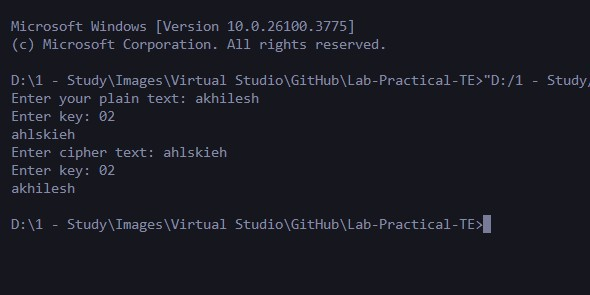 Microsoft Windows [Version 10.0.26100.3775]
(c) Microsoft Corporation. All rights reserved.
D:\1 - Study\Images\Virtual Studio\GitHub\Lab-Practical-TE>"D:/1 - Study/
Enter your plain text: akhilesh
Enter key: 02
ahlskieh
Enter cipher text: ahlskieh
Enter key: 02
akhilesh
D:\1 - Study\Images\Virtual Studio\GitHub\Lab-Practical-TE>